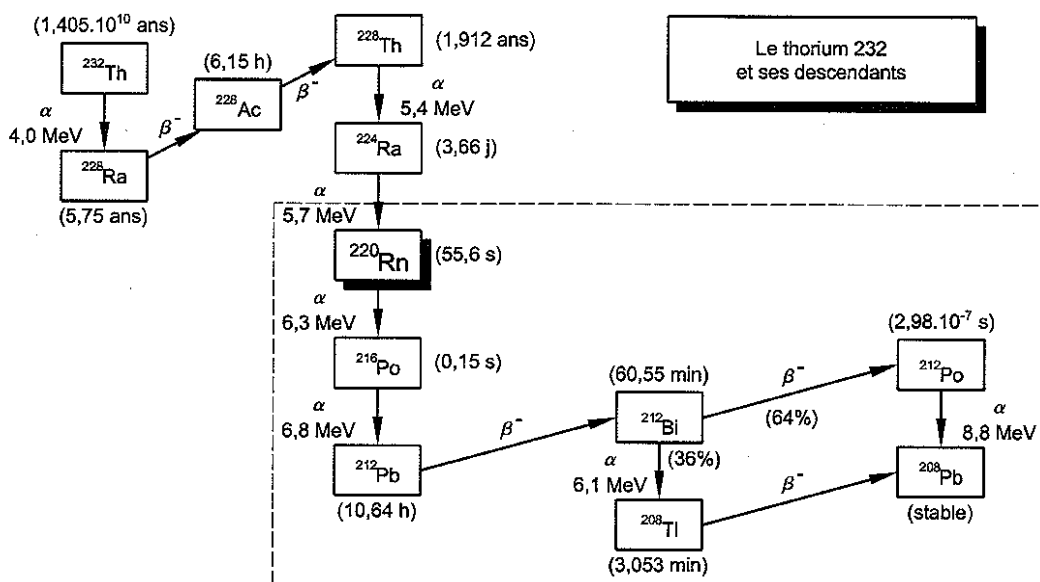 (1,405.10¹⁰ ans)
²³²Th
α
4,0 MeV
²²⁸Ra
(5,75 ans)
β⁻
(6,15 h)
²²⁸Ac
β⁻
²²⁸Th
(1,912 ans)
α
5,4 MeV
²²⁴Ra
(3,66 j)
α
5,7 MeV
²²⁰Rn
(55,6 s)
α
6,3 MeV
²¹⁶Po
(0,15 s)
α
6,8 MeV
²¹²Pb
(10,64 h)
β⁻
(60,55 min)
²¹²Bi
(36%)
α
6,1 MeV
²⁰⁸Tl
(3,053 min)
β⁻
(64%)
β⁻
(2,98.10⁻⁷ s)
²¹²Po
α
8,8 MeV
²⁰⁸Pb
(stable)
Le thorium 232
et ses descendants